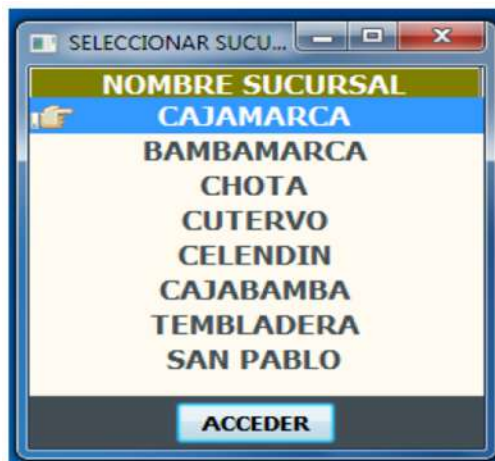 SELECCIONAR SUCU...
NOMBRE SUCURSAL
CAJAMARCA
BAMBAMARCA
CHOTA
CUTERVO
CELENDIN
CAJABAMBA
TEMBLADERA
SAN PABLO
ACCEDER